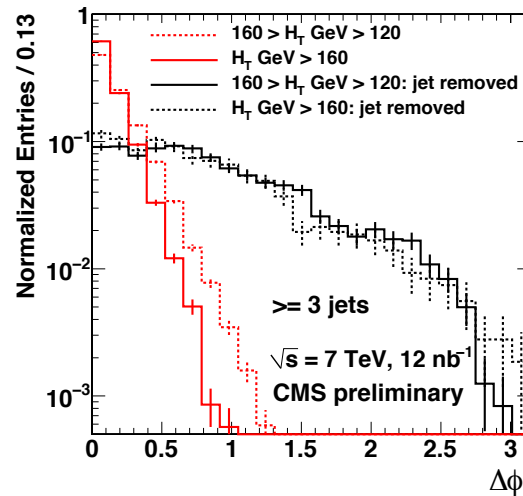 160 > H_T GeV > 120
H_T GeV > 160
160 > H_T GeV > 120: jet removed
H_T GeV > 160: jet removed
Normalized Entries / 0.13
1
10⁻¹
10⁻²
10⁻³
>= 3 jets
√s = 7 TeV, 12 nb⁻¹
CMS preliminary
0 0.5 1 1.5 2 2.5 3
Δϕ